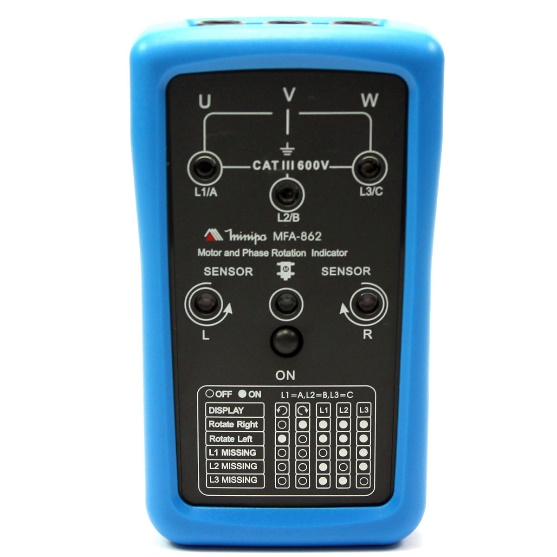 U V W
CAT III 600V
L1/A L3/C
L2/B
minipa MFA-862
Motor and Phase Rotation Indicator
SENSOR SENSOR
L R
ON
OFF ON L1=A,L2=B,L3=C
DISPLAY L1 L2 L3
Rotate Right
Rotate Left
L1 MISSING
L2 MISSING
L3 MISSING